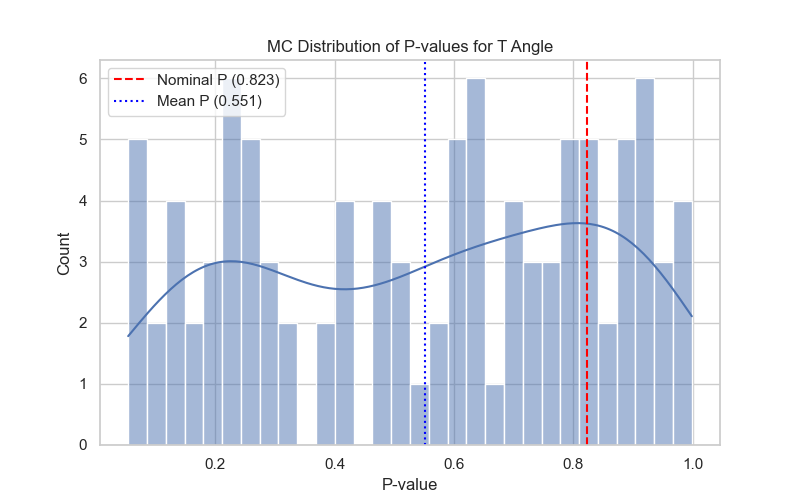 MC Distribution of P-values for T Angle
Nominal P (0.823)
Mean P (0.551)
Count
6
5
4
3
2
1
0
0.2 0.4 0.6 0.8 1.0
P-value